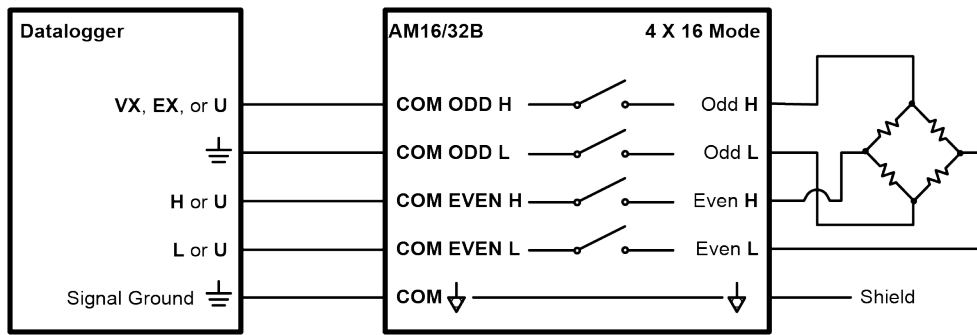 Datalogger
AM16/32B
4 X 16 Mode
VX, EX, or U
COM ODD H
Odd H
COM ODD L
Odd L
H or U
COM EVEN H
Even H
L or U
COM EVEN L
Even L
Signal Ground
COM
Shield